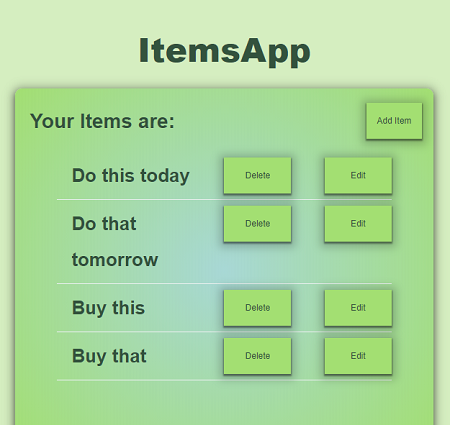 ItemsApp
Your Items are:
Add Item
Do this today
Delete
Edit
Do that
tomorrow
Delete
Edit
Buy this
Delete
Edit
Buy that
Delete
Edit